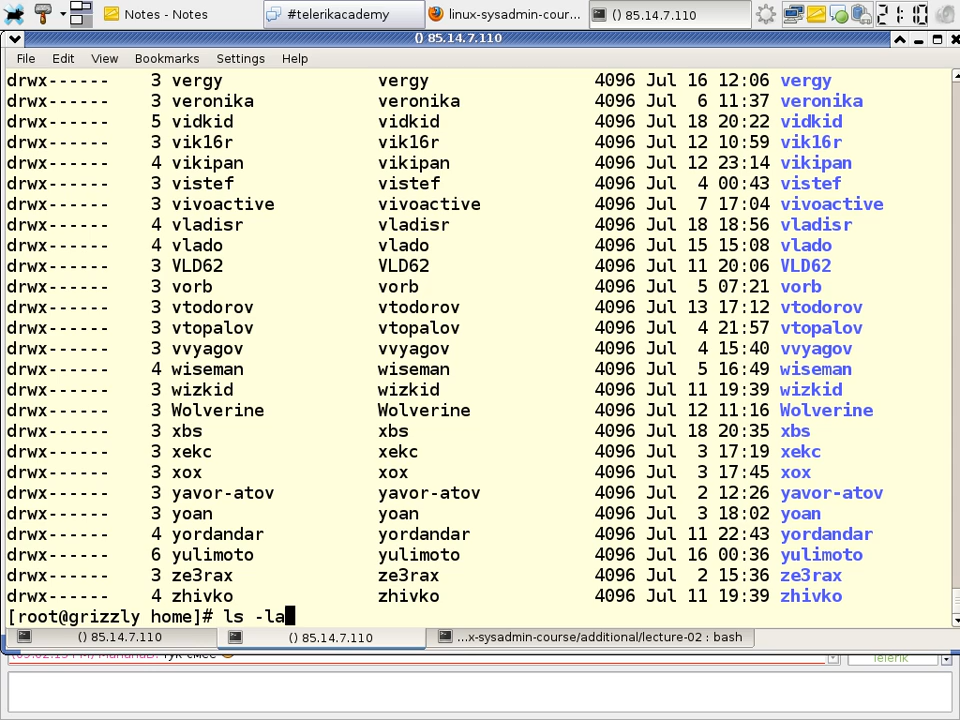 Notes - Notes
#telerikacademy
linux-sysadmin-cour...
() 85.14.7.110
21:10
() 85.14.7.110
File Edit View Bookmarks Settings Help
drwx------ 3 vergy vergy 4096 Jul 16 12:06 vergy
drwx------ 3 veronika veronika 4096 Jul 6 11:37 veronika
drwx------ 5 vidkid vidkid 4096 Jul 18 20:22 vidkid
drwx------ 3 vik16r vik16r 4096 Jul 12 10:59 vik16r
drwx------ 4 vikipan vikipan 4096 Jul 12 23:14 vikipan
drwx------ 3 vistef vistef 4096 Jul 4 00:43 vistef
drwx------ 3 vivoactive vivoactive 4096 Jul 7 17:04 vivoactive
drwx------ 4 vladisr vladisr 4096 Jul 18 18:56 vladisr
drwx------ 4 vlado vlado 4096 Jul 15 15:08 vlado
drwx------ 3 VLD62 VLD62 4096 Jul 11 20:06 VLD62
drwx------ 3 vorb vorb 4096 Jul 5 07:21 vorb
drwx------ 3 vtodorov vtodorov 4096 Jul 13 17:12 vtodorov
drwx------ 3 vtopalov vtopalov 4096 Jul 4 21:57 vtopalov
drwx------ 3 vvyagov vvyagov 4096 Jul 4 15:40 vvyagov
drwx------ 4 wiseman wiseman 4096 Jul 5 16:49 wiseman
drwx------ 3 wizkid wizkid 4096 Jul 11 19:39 wizkid
drwx------ 3 Wolverine Wolverine 4096 Jul 12 11:16 Wolverine
drwx------ 3 xbs xbs 4096 Jul 18 20:35 xbs
drwx------ 3 xekc xekc 4096 Jul 3 17:19 xekc
drwx------ 3 xox xox 4096 Jul 3 17:45 xox
drwx------ 3 yavor-atov yavor-atov 4096 Jul 2 12:26 yavor-atov
drwx------ 3 yoan yoan 4096 Jul 3 18:02 yoan
drwx------ 4 yordandar yordandar 4096 Jul 11 22:43 yordandar
drwx------ 6 yulimoto yulimoto 4096 Jul 16 00:36 yulimoto
drwx------ 3 ze3rax ze3rax 4096 Jul 2 15:36 ze3rax
drwx------ 4 zhivko zhivko 4096 Jul 11 19:39 zhivko
[root@grizzly home]# ls -la
() 85.14.7.110
() 85.14.7.110
...x-sysadmin-course/additional/lecture-02 : bash
Telerik